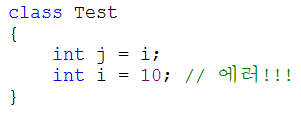 class Test
{
    int j = i;
    int i = 10; // 에러!!!
}